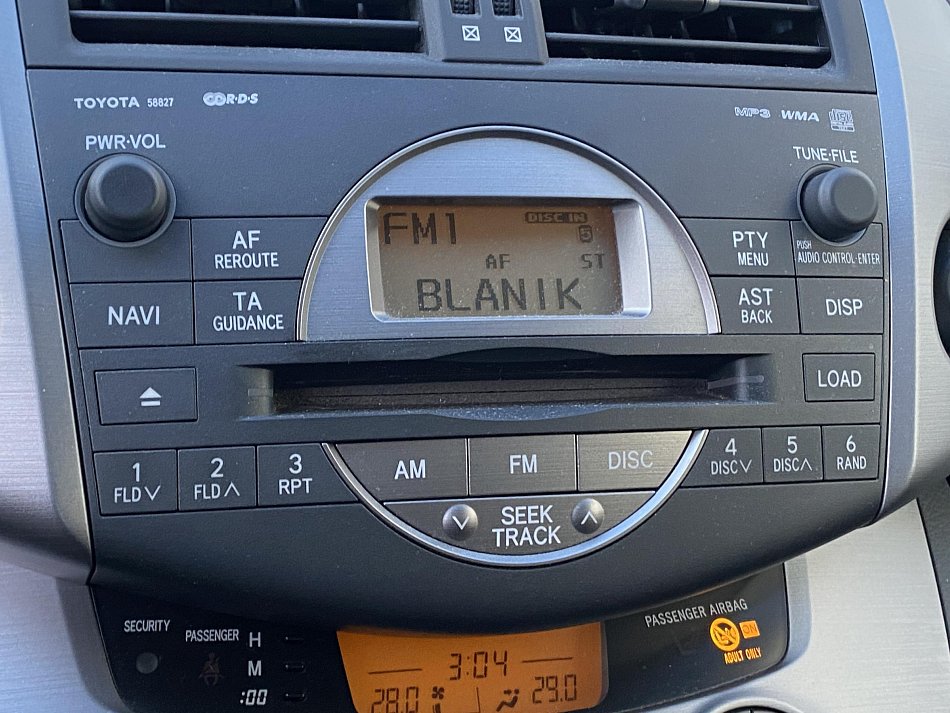 TOYOTA 58827 R·D·S MP3 WMA
PWR·VOL
TUNE·FILE
FM1 DISC IN
5
AF ST
BLANIK
AF
REROUTE
PTY
MENU
PUSH
AUDIO CONTROL·ENTER
NAVI
TA
GUIDANCE
AST
BACK
DISP
LOAD
1
FLD ∨
2
FLD ∧
3
RPT
AM
FM
DISC
4
DISC ∨
5
DISC ∧
6
RAND
SEEK
TRACK
SECURITY
PASSENGER
H
M
:00
3:04
28.0
29.0
PASSENGER AIRBAG
ON
ADULT ONLY